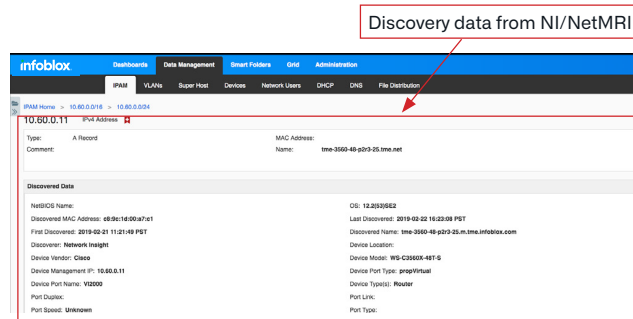 Discovery data from NI/NetMRI
Infoblox
Dashboards Data Management Smart Folders Grid Administration
IPAM VLANs Super Host Devices Network Users DHCP DNS File Distribution
IPAM Home > 10.60.0.0/16 > 10.60.0.0/24
10.60.0.11 IPv4 Address
Type: A Record MAC Address:
Comment: Name: tme-3560-48-p2r3-25.tme.net
Discovered Data
NetBIOS Name: OS: 12.2(53)SE2
Discovered MAC Address: e8:9c:1d:00:a7:c1 Last Discovered: 2019-02-22 16:23:08 PST
First Discovered: 2019-02-21 11:21:49 PST Discovered Name: tme-3560-48-p2r3-25.m.tme.infoblox.com
Discoverer: Network Insight Device Location:
Device Vendor: Cisco Device Model: WS-C3560X-48T-S
Device Management IP: 10.60.0.11 Device Port Type: propVirtual
Device Port Name: Vl2000 Device Type(s): Router
Port Duplex: Port Link:
Port Speed: Unknown Port Type: